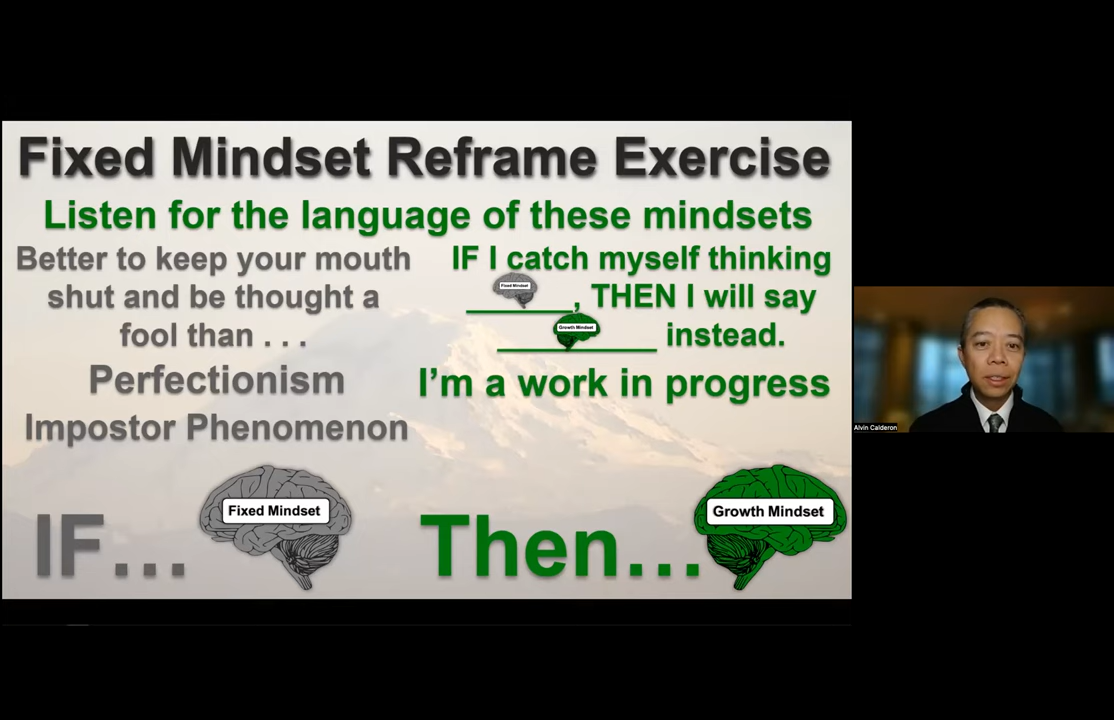 Fixed Mindset Reframe Exercise
Listen for the language of these mindsets
Better to keep your mouth
shut and be thought a
fool than . . .
Perfectionism
Impostor Phenomenon
IF I catch myself thinking
Fixed Mindset
, THEN I will say
Growth Mindset
instead.
I’m a work in progress
IF...
Fixed Mindset
Then...
Growth Mindset
Alvin Calderon